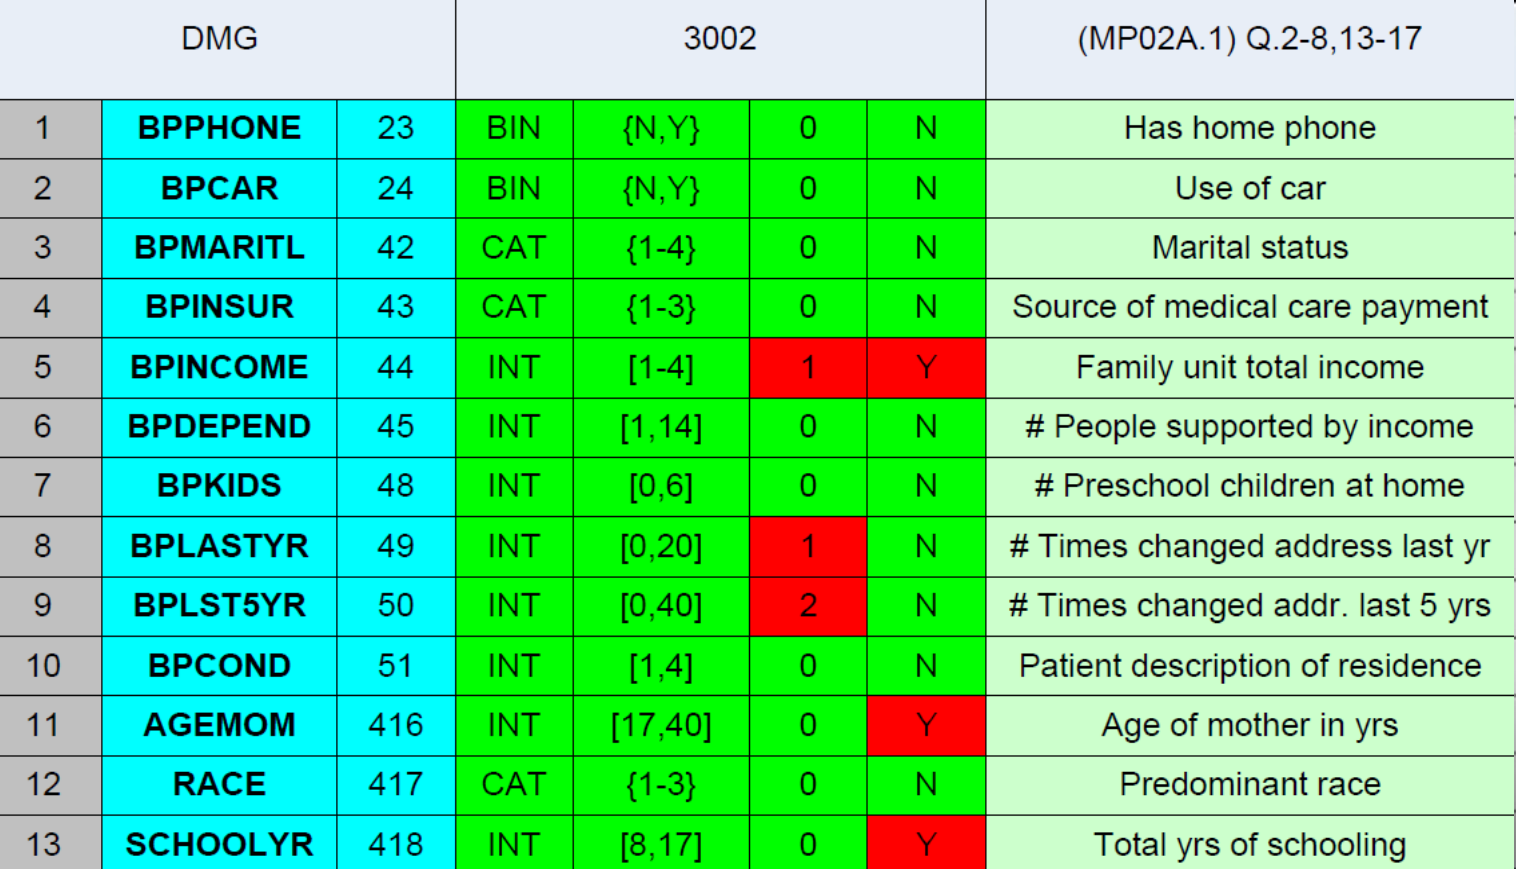 DMG 3002 (MP02A.1) Q.2-8,13-17
1 BPPHONE 23 BIN {N,Y} 0 N Has home phone
2 BPCAR 24 BIN {N,Y} 0 N Use of car
3 BPMARITL 42 CAT {1-4} 0 N Marital status
4 BPINSUR 43 CAT {1-3} 0 N Source of medical care payment
5 BPINCOME 44 INT [1-4] 1 Y Family unit total income
6 BPDEPEND 45 INT [1,14] 0 N # People supported by income
7 BPKIDS 48 INT [0,6] 0 N # Preschool children at home
8 BPLASTYR 49 INT [0,20] 1 N # Times changed address last yr
9 BPLST5YR 50 INT [0,40] 2 N # Times changed addr. last 5 yrs
10 BPCOND 51 INT [1,4] 0 N Patient description of residence
11 AGEMOM 416 INT [17,40] 0 Y Age of mother in yrs
12 RACE 417 CAT {1-3} 0 N Predominant race
13 SCHOOLYR 418 INT [8,17] 0 Y Total yrs of schooling